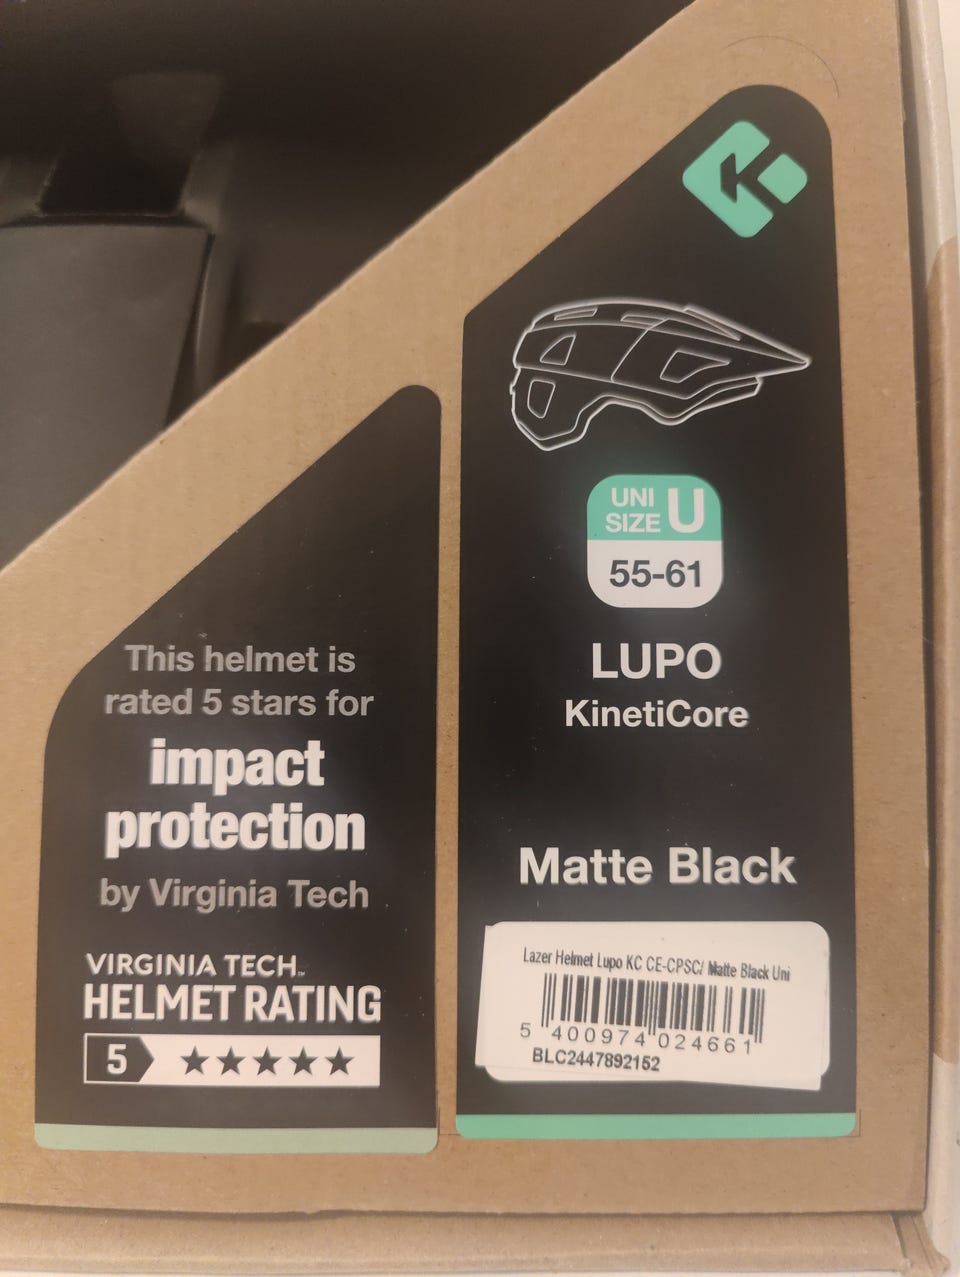 This helmet is
rated 5 stars for
impact
protection
by Virginia Tech
VIRGINIA TECH™
HELMET RATING
5 ★★★★★
UNI
SIZE U
55-61
LUPO
KinetiCore
Matte Black
Lazer Helmet Lupo KC CE-CPSC/ Matte Black Uni
5 400974 024661
BLC2447892152